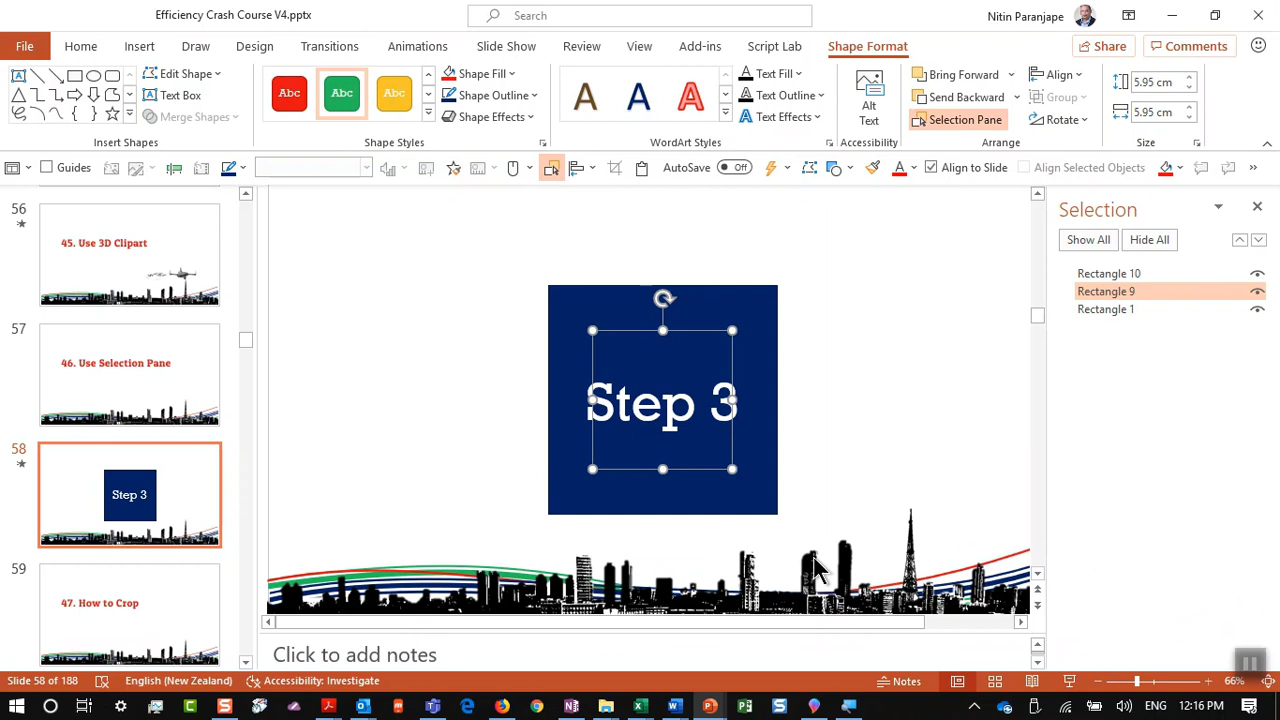 Efficiency Crash Course V4.pptx
Search
Nitin Paranjape
File
Home
Insert
Draw
Design
Transitions
Animations
Slide Show
Review
View
Add-ins
Script Lab
Shape Format
Share
Comments
Edit Shape
Text Box
Merge Shapes
Insert Shapes
Abc
Abc
Abc
Shape Fill
Shape Outline
Shape Effects
Shape Styles
A
A
A
WordArt Styles
Text Fill
Text Outline
Text Effects
Alt
Text
Accessibility
Bring Forward
Send Backward
Selection Pane
Align
Group
Rotate
Arrange
5.95 cm
5.95 cm
Size
Guides
AutoSave
Off
Align to Slide
Align Selected Objects
56
45. Use 3D Clipart
57
46. Use Selection Pane
58
Step 3
59
47. How to Crop
Step 3
Selection
Show All
Hide All
Rectangle 10
Rectangle 9
Rectangle 1
Click to add notes
Slide 58 of 188
English (New Zealand)
Accessibility: Investigate
Notes
66%
ENG
12:16 PM